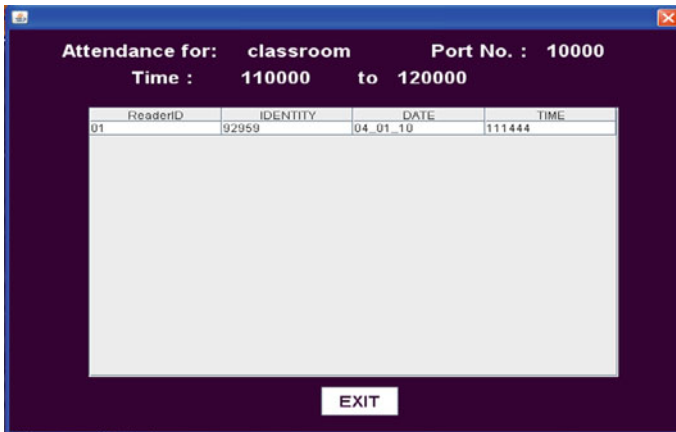 Attendance for: classroom Port No. : 10000
Time : 110000 to 120000
ReaderID IDENTITY DATE TIME
01 92959 04_01_10 111444
EXIT